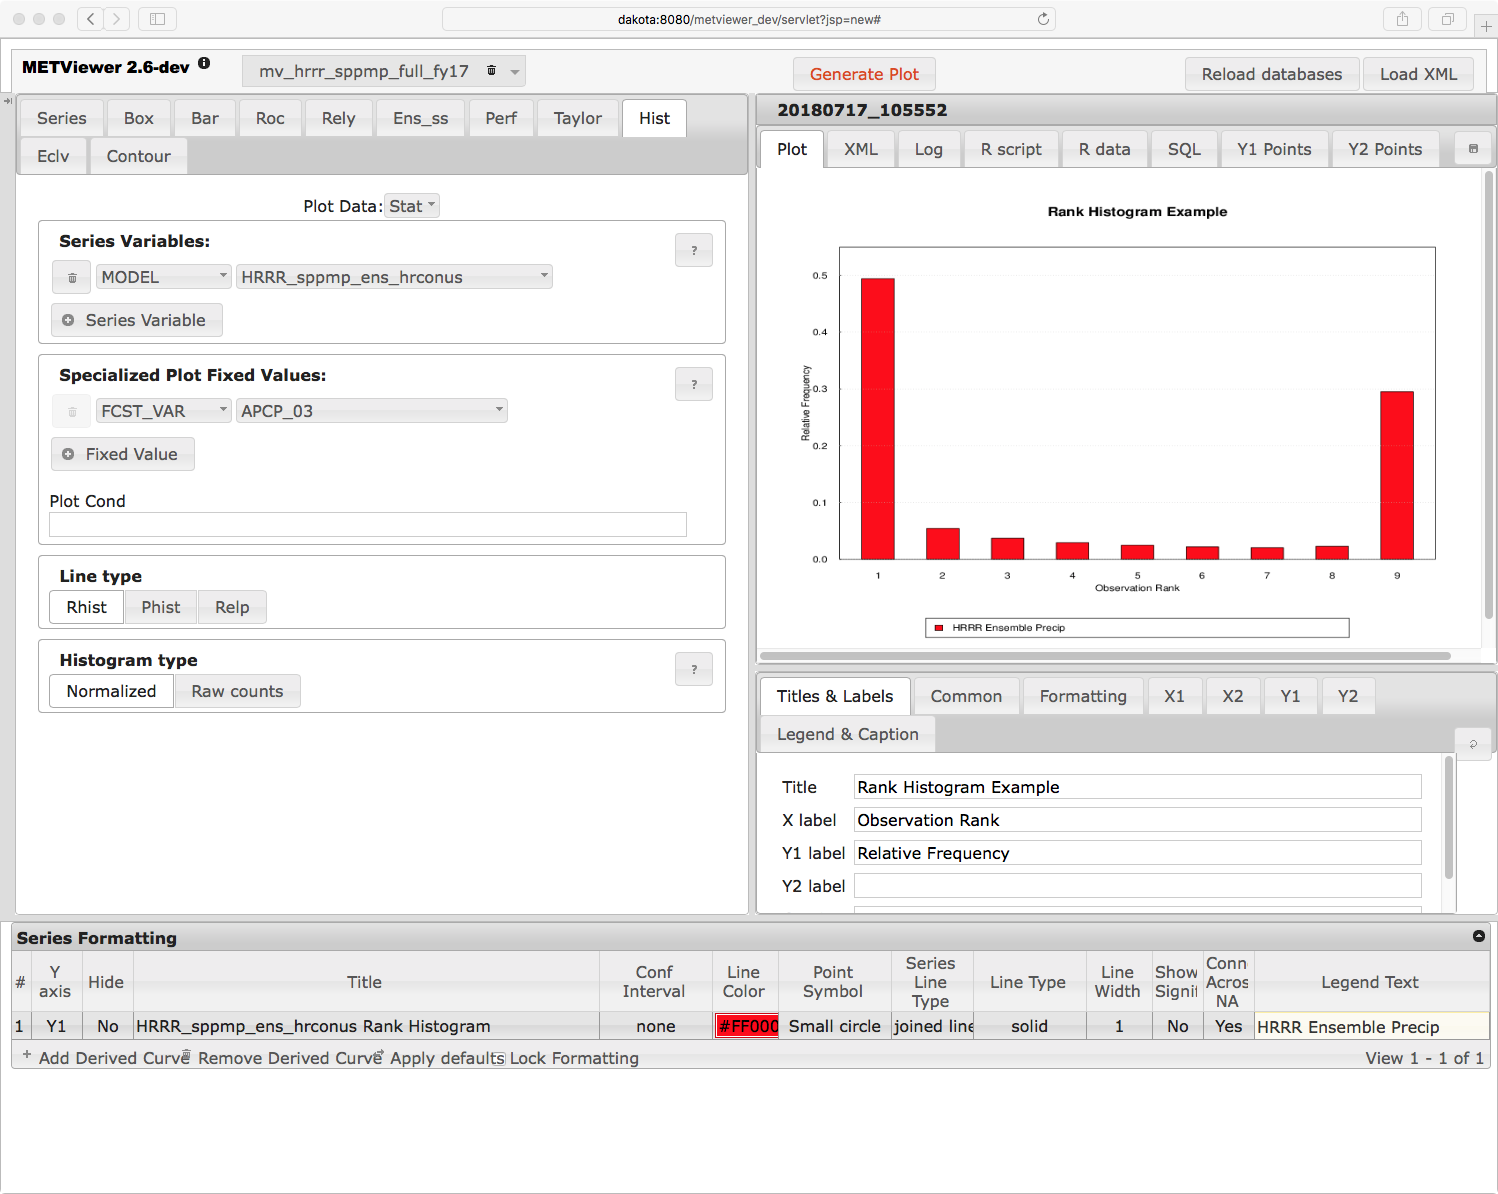 dakota:8080/metviewer_dev/servlet?jsp=new#
METViewer 2.6-dev
mv_hrrr_sppmp_full_fy17
Generate Plot
Reload databases
Load XML
Series
Box
Bar
Roc
Rely
Ens_ss
Perf
Taylor
Hist
Eclv
Contour
Plot Data:
Stat
Series Variables:
?
MODEL
HRRR_sppmp_ens_hrconus
Series Variable
Specialized Plot Fixed Values:
?
FCST_VAR
APCP_03
Fixed Value
Plot Cond
Line type
Rhist
Phist
Relp
Histogram type
?
Normalized
Raw counts
20180717_105552
Plot
XML
Log
R script
R data
SQL
Y1 Points
Y2 Points
Rank Histogram Example
Relative Frequency
0.5
0.4
0.3
0.2
0.1
0.0
1 2 3 4 5 6 7 8 9
Observation Rank
HRRR Ensemble Precip
Titles & Labels
Common
Formatting
X1
X2
Y1
Y2
Legend & Caption
Title
Rank Histogram Example
X label
Observation Rank
Y1 label
Relative Frequency
Y2 label
Series Formatting
#
Y
axis
Hide
Title
Conf
Interval
Line
Color
Point
Symbol
Series
Line
Type
Line Type
Line
Width
Show
Signif
Conn
Acros
NA
Legend Text
1 Y1 No HRRR_sppmp_ens_hrconus Rank Histogram none #FF000 Small circle joined line solid 1 No Yes HRRR Ensemble Precip
Add Derived Curve Remove Derived Curve Apply defaults Lock Formatting View 1 - 1 of 1